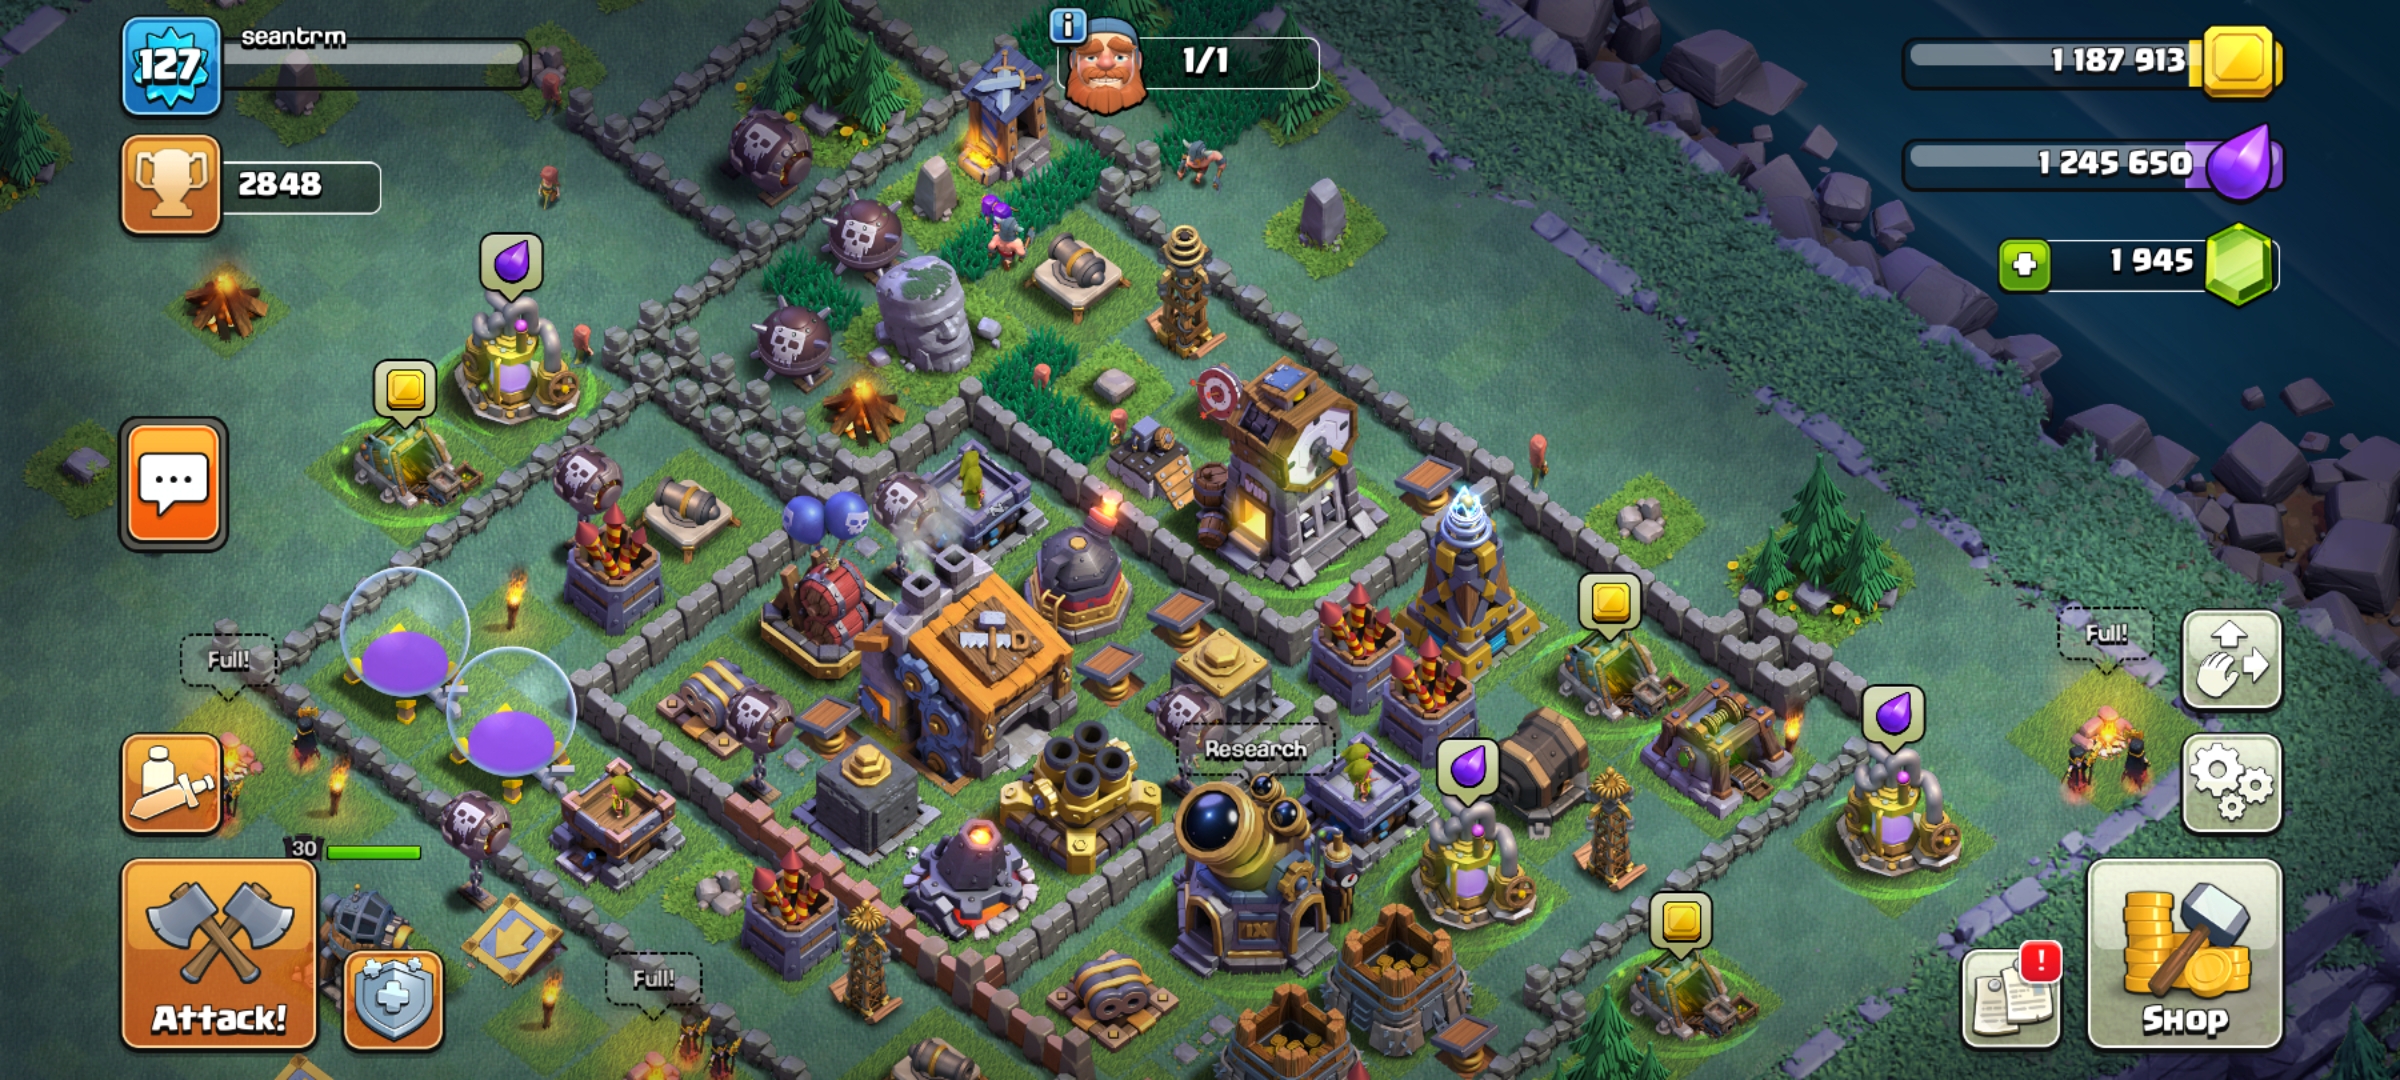 127
seantrm
1/1
1 187 913
2848
1 245 650
1 945
Full!
Full!
Research
30
Full!
Attack!
IX
!
Shop